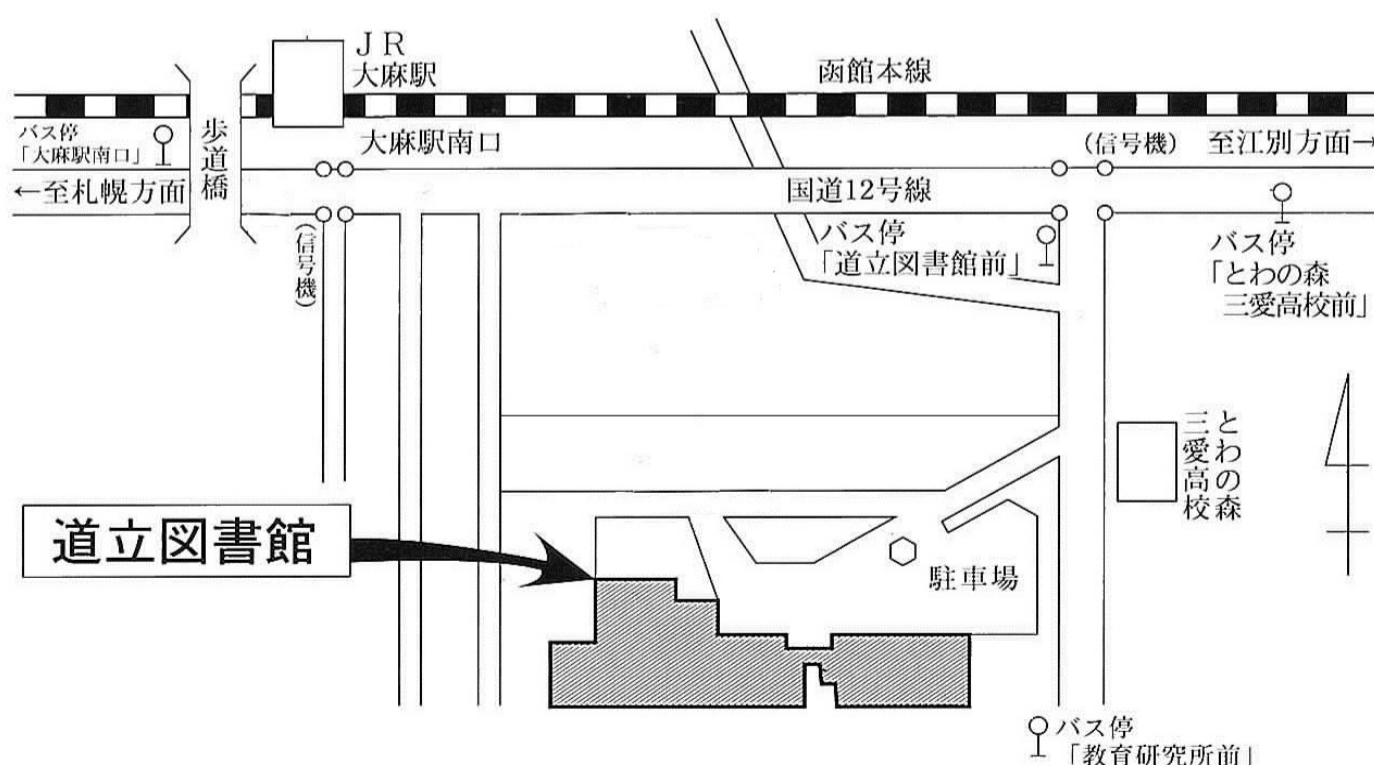 JR
大麻駅
函館本線
バス停
「大麻駅南口」
歩道橋
大麻駅南口
(信号機)
至江別方面→
←至札幌方面
国道12号線
(信号機)
バス停
「道立図書館前」
バス停
「とわの森
三愛高校前」
とわの森
三愛高校
道立図書館
駐車場
バス停
「教育研究所前」